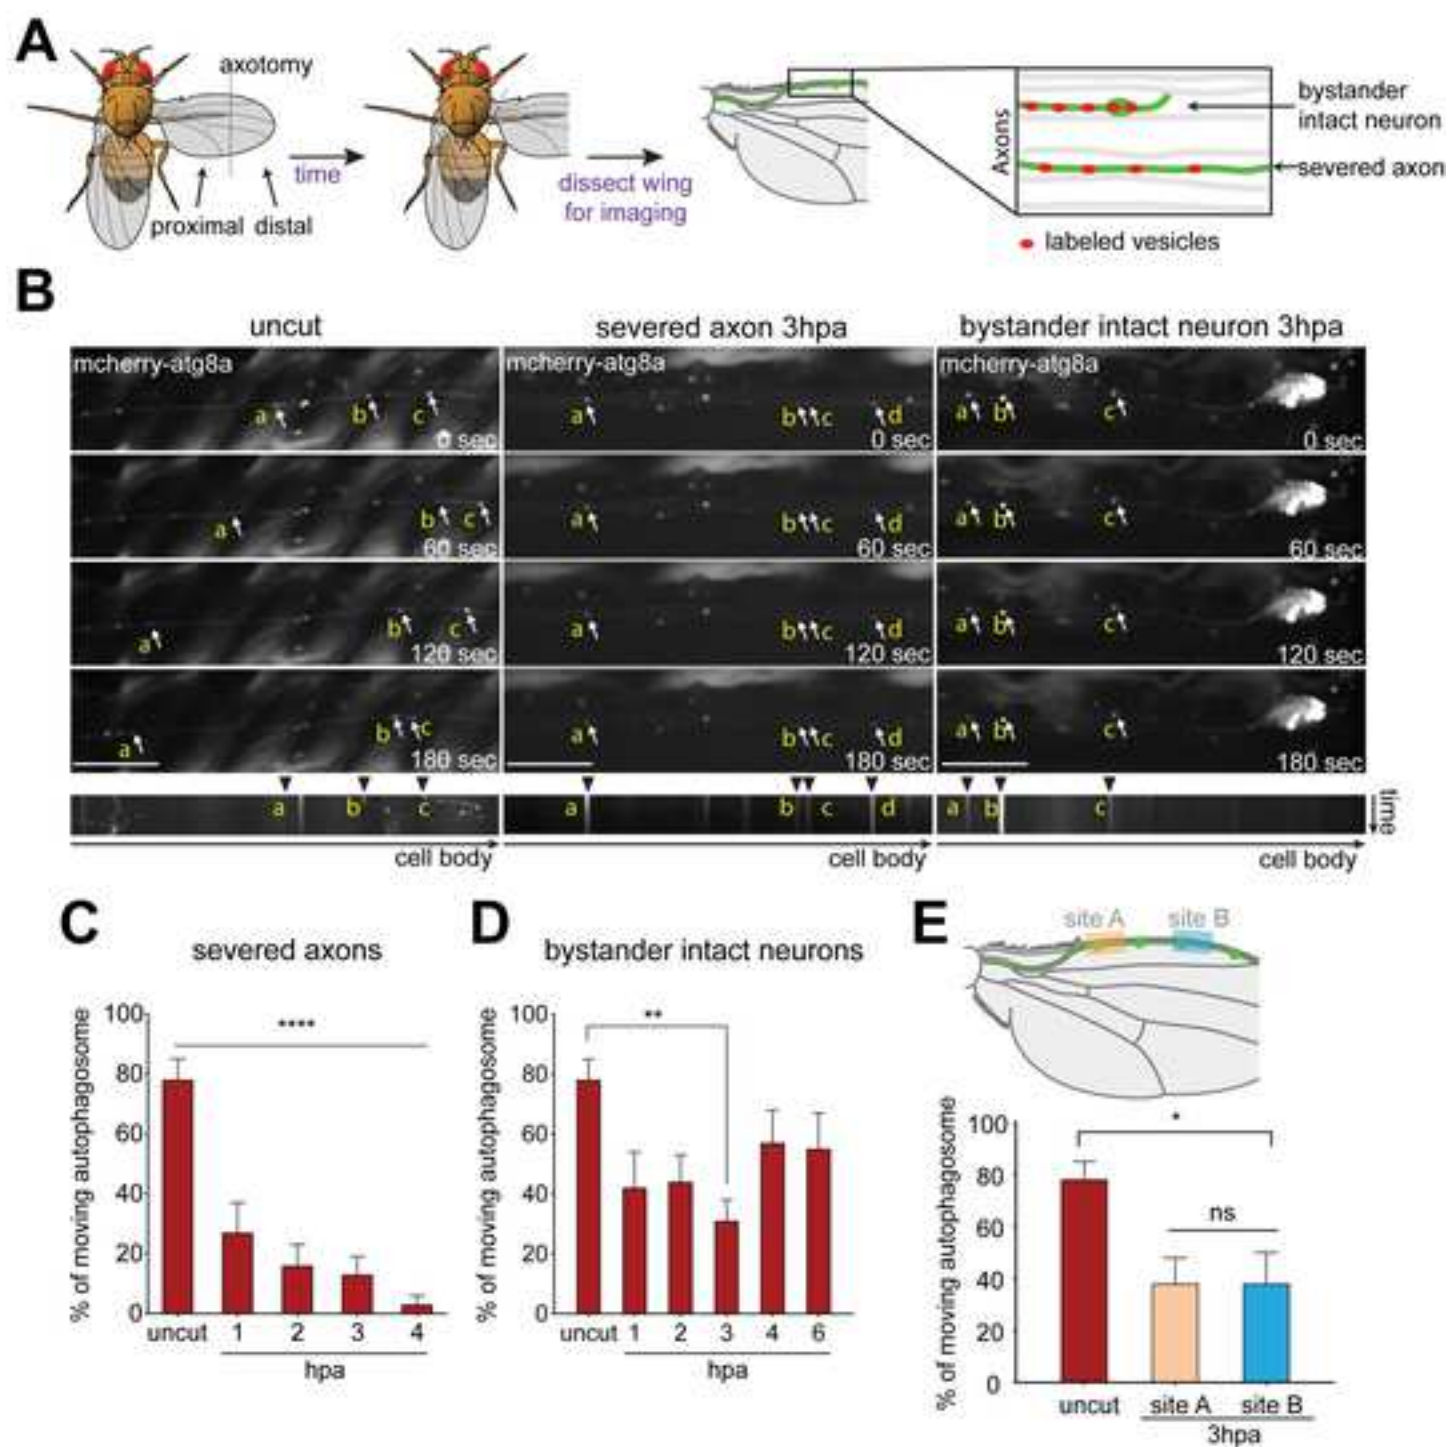 A
axotomy
time
proximal distal
dissect wing
for imaging
Axons
bystander
intact neuron
severed axon
labeled vesicles
B
uncut
severed axon 3hpa
bystander intact neuron 3hpa
mcherry-atg8a
mcherry-atg8a
mcherry-atg8a
a b c
0 sec
a b c d
0 sec
a b c
0 sec
a b c
60 sec
a b c d
60 sec
a b c
60 sec
a b c
120 sec
a b c d
120 sec
a b c
120 sec
a b c
180 sec
a b c d
180 sec
a b c
180 sec
a b c
a b c d
a b c
time
cell body
cell body
cell body
C
severed axons
% of moving autophagosome
100
80
60
40
20
0
****
uncut 1 2 3 4
hpa
D
bystander intact neurons
% of moving autophagosome
100
80
60
40
20
0
**
uncut 1 2 3 4 6
hpa
E
site A site B
% of moving autophagosome
100
80
60
40
20
0
*
ns
uncut site A site B
3hpa